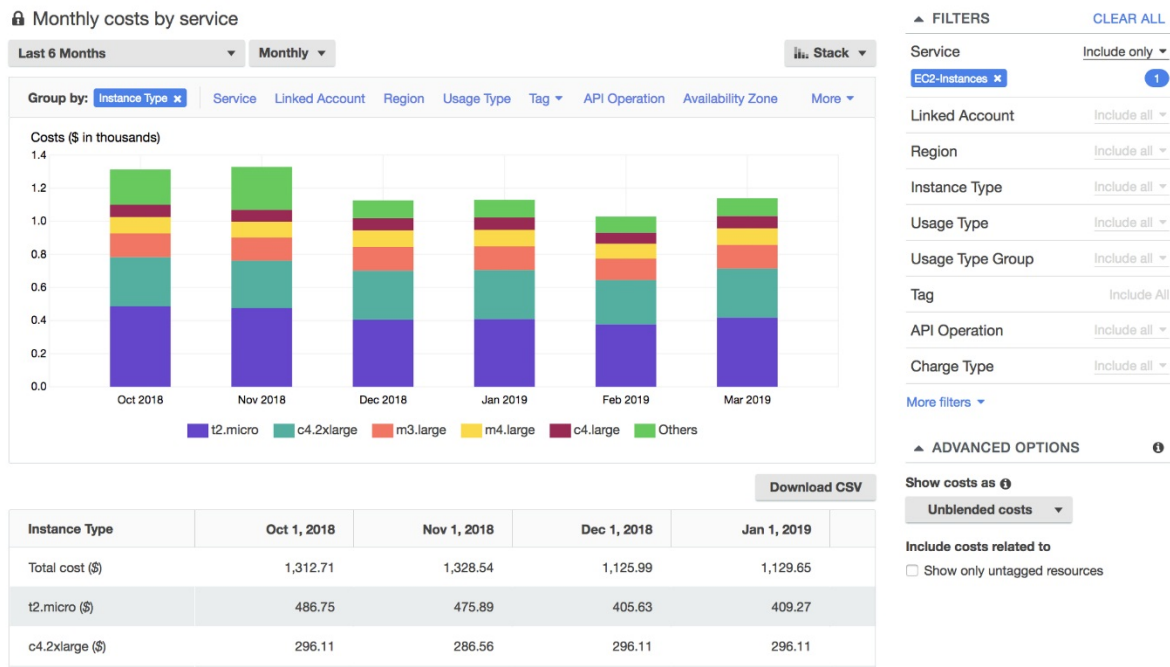 Monthly costs by service
Last 6 Months
Monthly
Stack
Group by: Instance Type × Service Linked Account Region Usage Type Tag API Operation Availability Zone More
Costs ($ in thousands)
1.4
1.2
1.0
0.8
0.6
0.4
0.2
0.0
Oct 2018 Nov 2018 Dec 2018 Jan 2019 Feb 2019 Mar 2019
t2.micro c4.2xlarge m3.large m4.large c4.large Others
Download CSV
Instance Type Oct 1, 2018 Nov 1, 2018 Dec 1, 2018 Jan 1, 2019
Total cost ($) 1,312.71 1,328.54 1,125.99 1,129.65
t2.micro ($) 486.75 475.89 405.63 409.27
c4.2xlarge ($) 296.11 286.56 296.11 296.11
FILTERS CLEAR ALL
Service Include only
EC2-Instances × 1
Linked Account Include all
Region Include all
Instance Type Include all
Usage Type Include all
Usage Type Group Include all
Tag Include All
API Operation Include all
Charge Type Include all
More filters
ADVANCED OPTIONS
Show costs as
Unblended costs
Include costs related to
Show only untagged resources